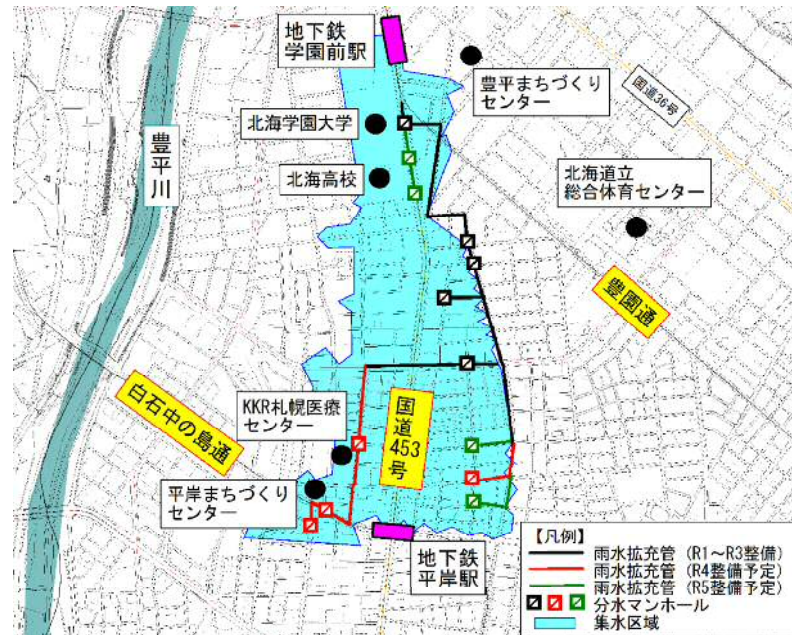 地下鉄
学園前駅
豊平まちづくり
センター
国道36号
北海学園大学
豊平川
北海高校
北海道立
総合体育センター
豊園通
白石中の島通
KKR札幌医療
センター
国道453号
平岸まちづくり
センター
地下鉄
平岸駅
【凡例】
雨水拡充管 (R1～R3整備)
雨水拡充管 (R4整備予定)
雨水拡充管 (R5整備予定)
分水マンホール
集水区域